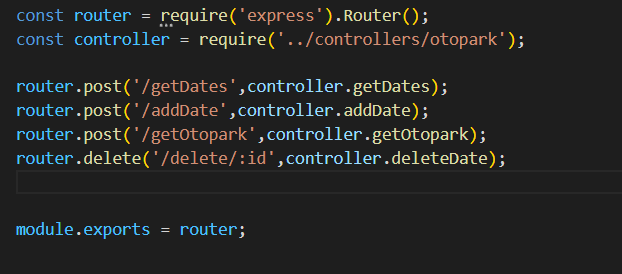 const router = require('express').Router();
const controller = require('../controllers/otopark');
router.post('/getDates',controller.getDates);
router.post('/addDate',controller.addDate);
router.post('/getOtopark',controller.getOtopark);
router.delete('/delete/:id',controller.deleteDate);
module.exports = router;